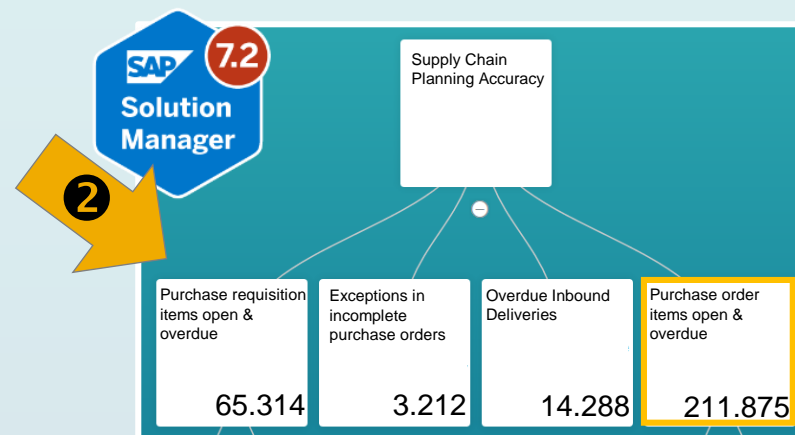 SAP
7.2
Solution
Manager
2
Supply Chain
Planning Accuracy
Purchase requisition
items open &
overdue
65.314
Exceptions in
incomplete
purchase orders
3.212
Overdue Inbound
Deliveries
14.288
Purchase order
items open &
overdue
211.875